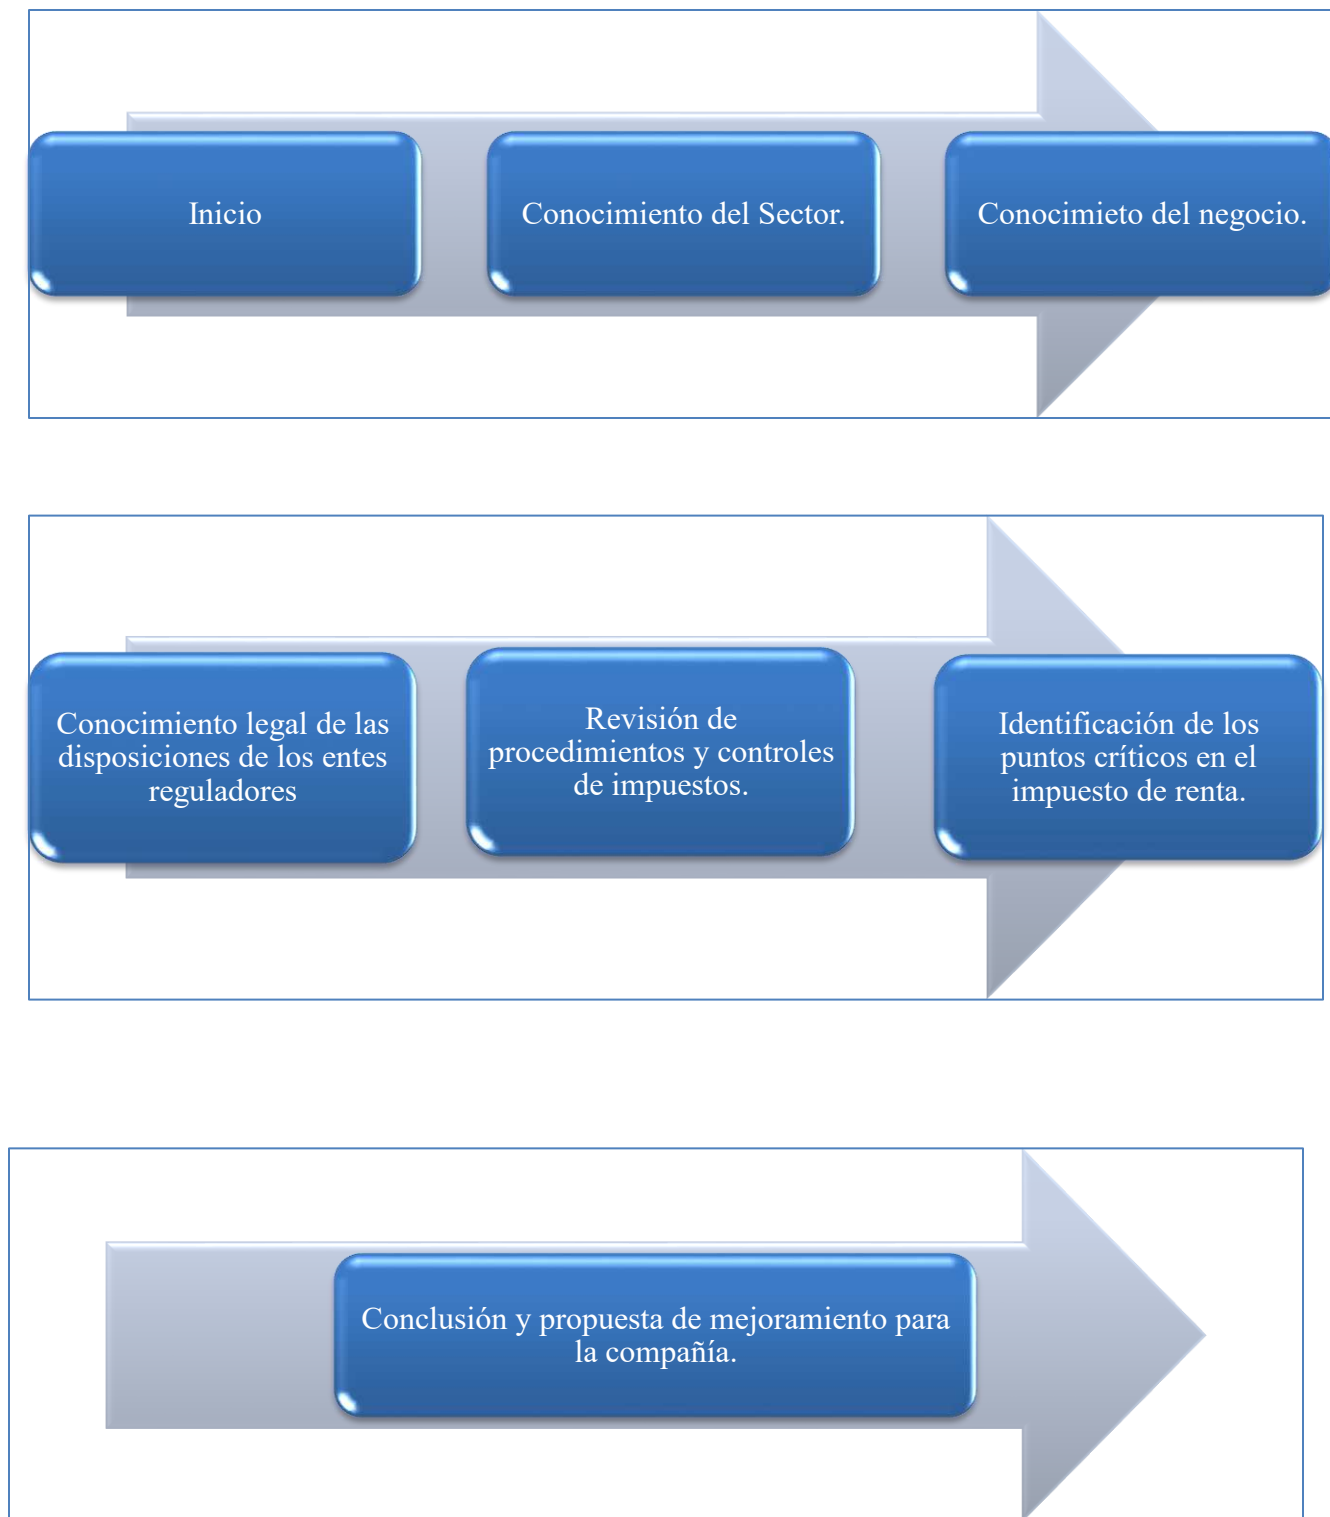 Inicio
Conocimiento del Sector.
Conocimieto del negocio.
Conocimiento legal de las
disposiciones de los entes
reguladores
Revisión de
procedimientos y controles
de impuestos.
Identificación de los
puntos críticos en el
impuesto de renta.
Conclusión y propuesta de mejoramiento para
la compañía.